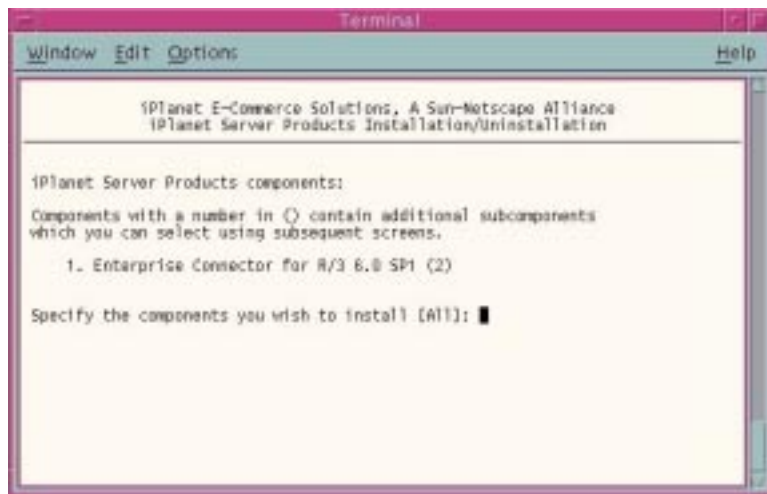 Terminal
Window Edit Options Help
iPlanet E-Commerce Solutions, A Sun-Netscape Alliance
iPlanet Server Products Installation/Uninstallation
iPlanet Server Products components:
Components with a number in () contain additional subcomponents
which you can select using subsequent screens.
1. Enterprise Connector for R/3 6.0 SP1 (2)
Specify the components you wish to install [All]: